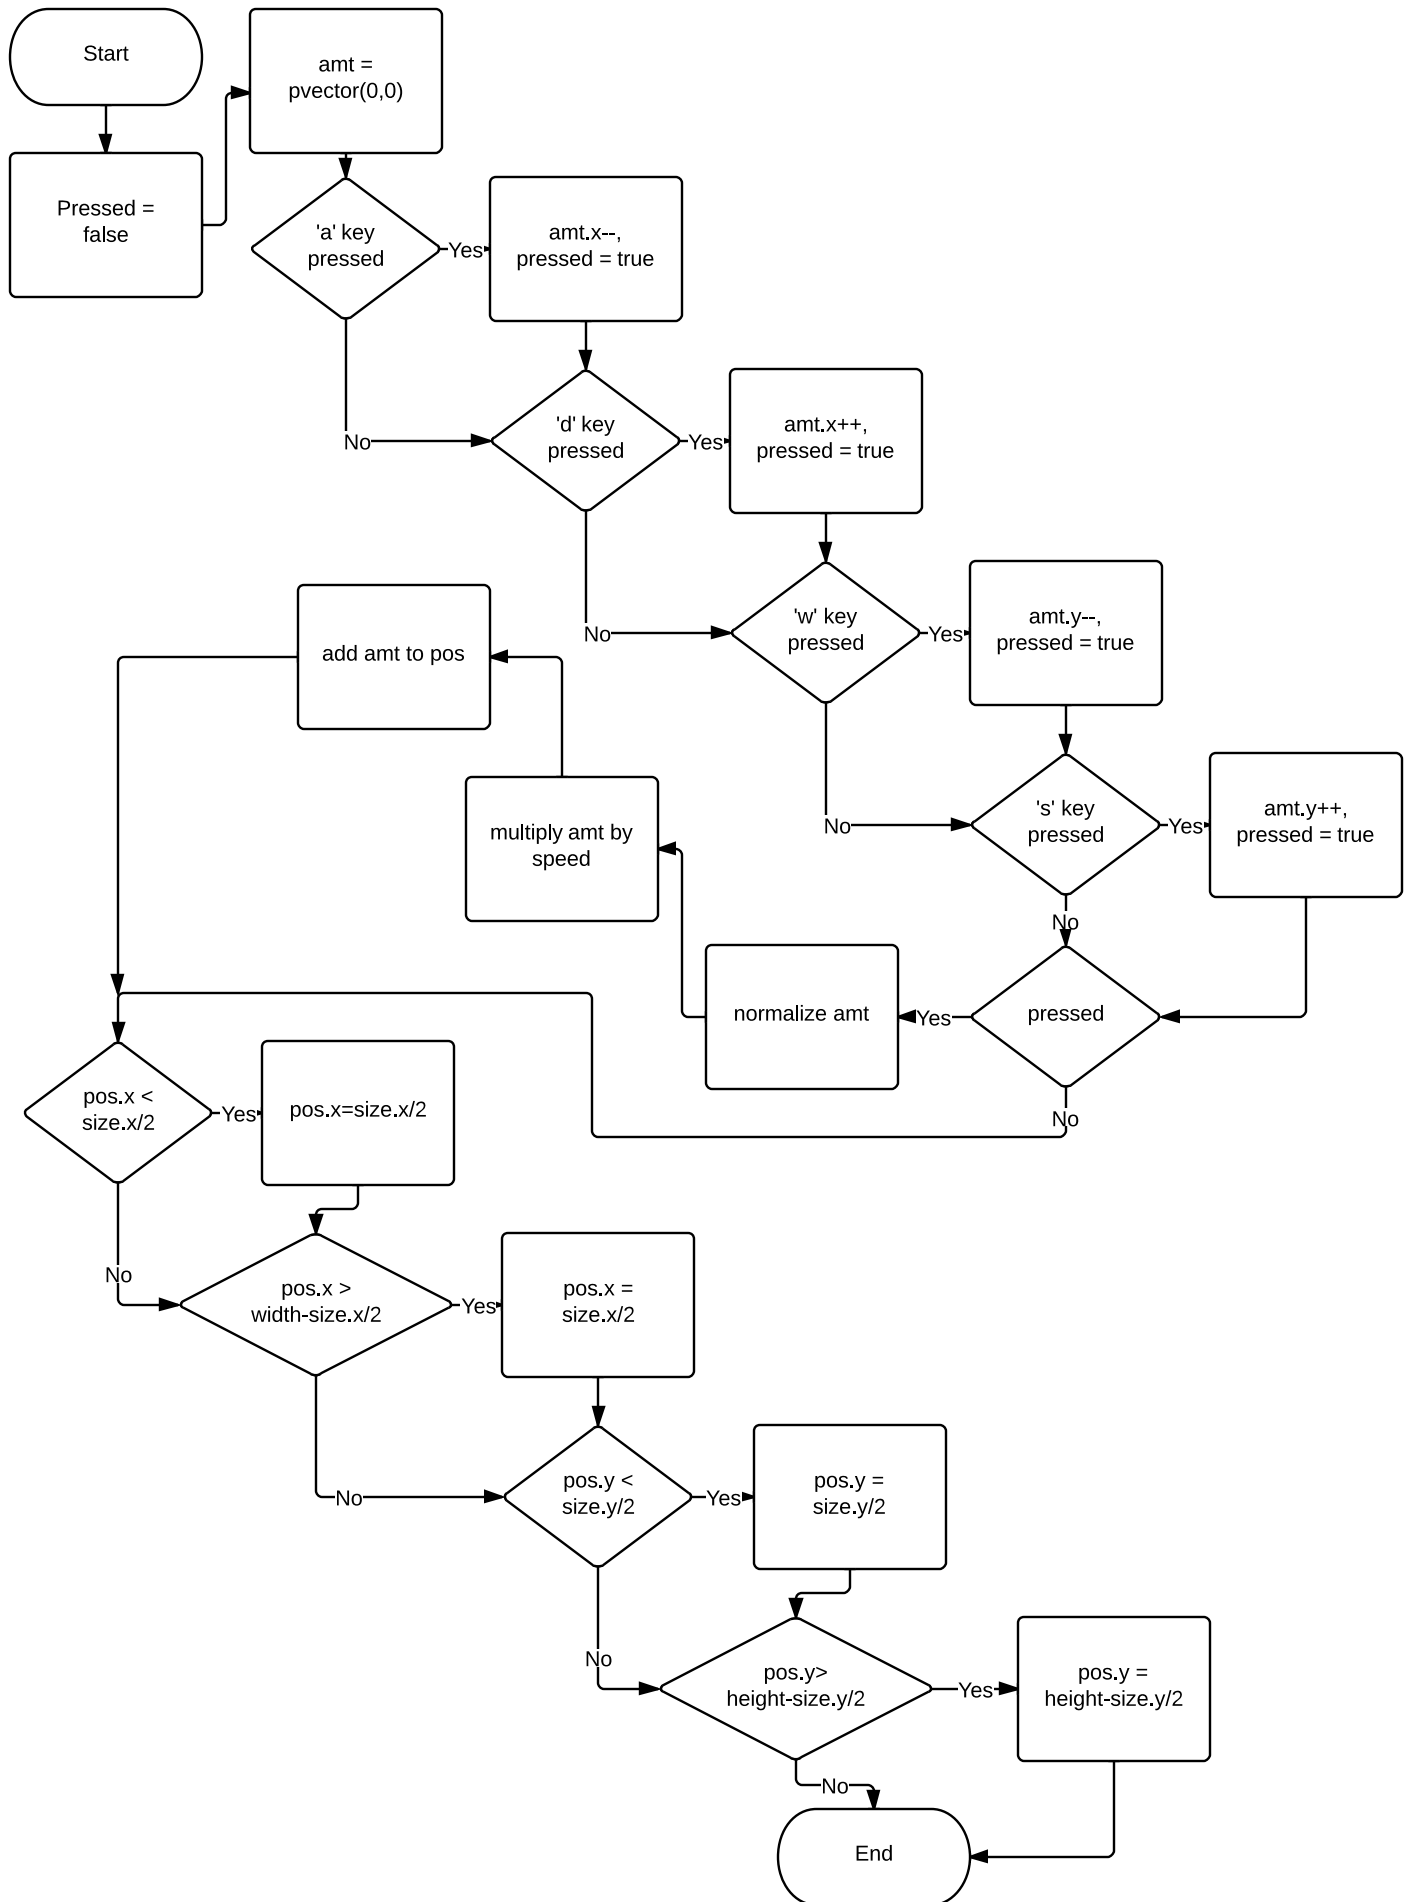 Start
amt =
pvector(0,0)
Pressed =
false
'a' key
pressed
Yes
amt.x--,
pressed = true
No
'd' key
pressed
Yes
amt.x++,
pressed = true
No
'w' key
pressed
Yes
amt.y--,
pressed = true
No
's' key
pressed
Yes
amt.y++,
pressed = true
No
pressed
Yes
normalize amt
multiply amt by
speed
add amt to pos
No
pos.x <
size.x/2
Yes
pos.x=size.x/2
No
pos.x >
width-size.x/2
Yes
pos.x =
size.x/2
No
pos.y <
size.y/2
Yes
pos.y =
size.y/2
No
pos.y>
height-size.y/2
Yes
pos.y =
height-size.y/2
No
End